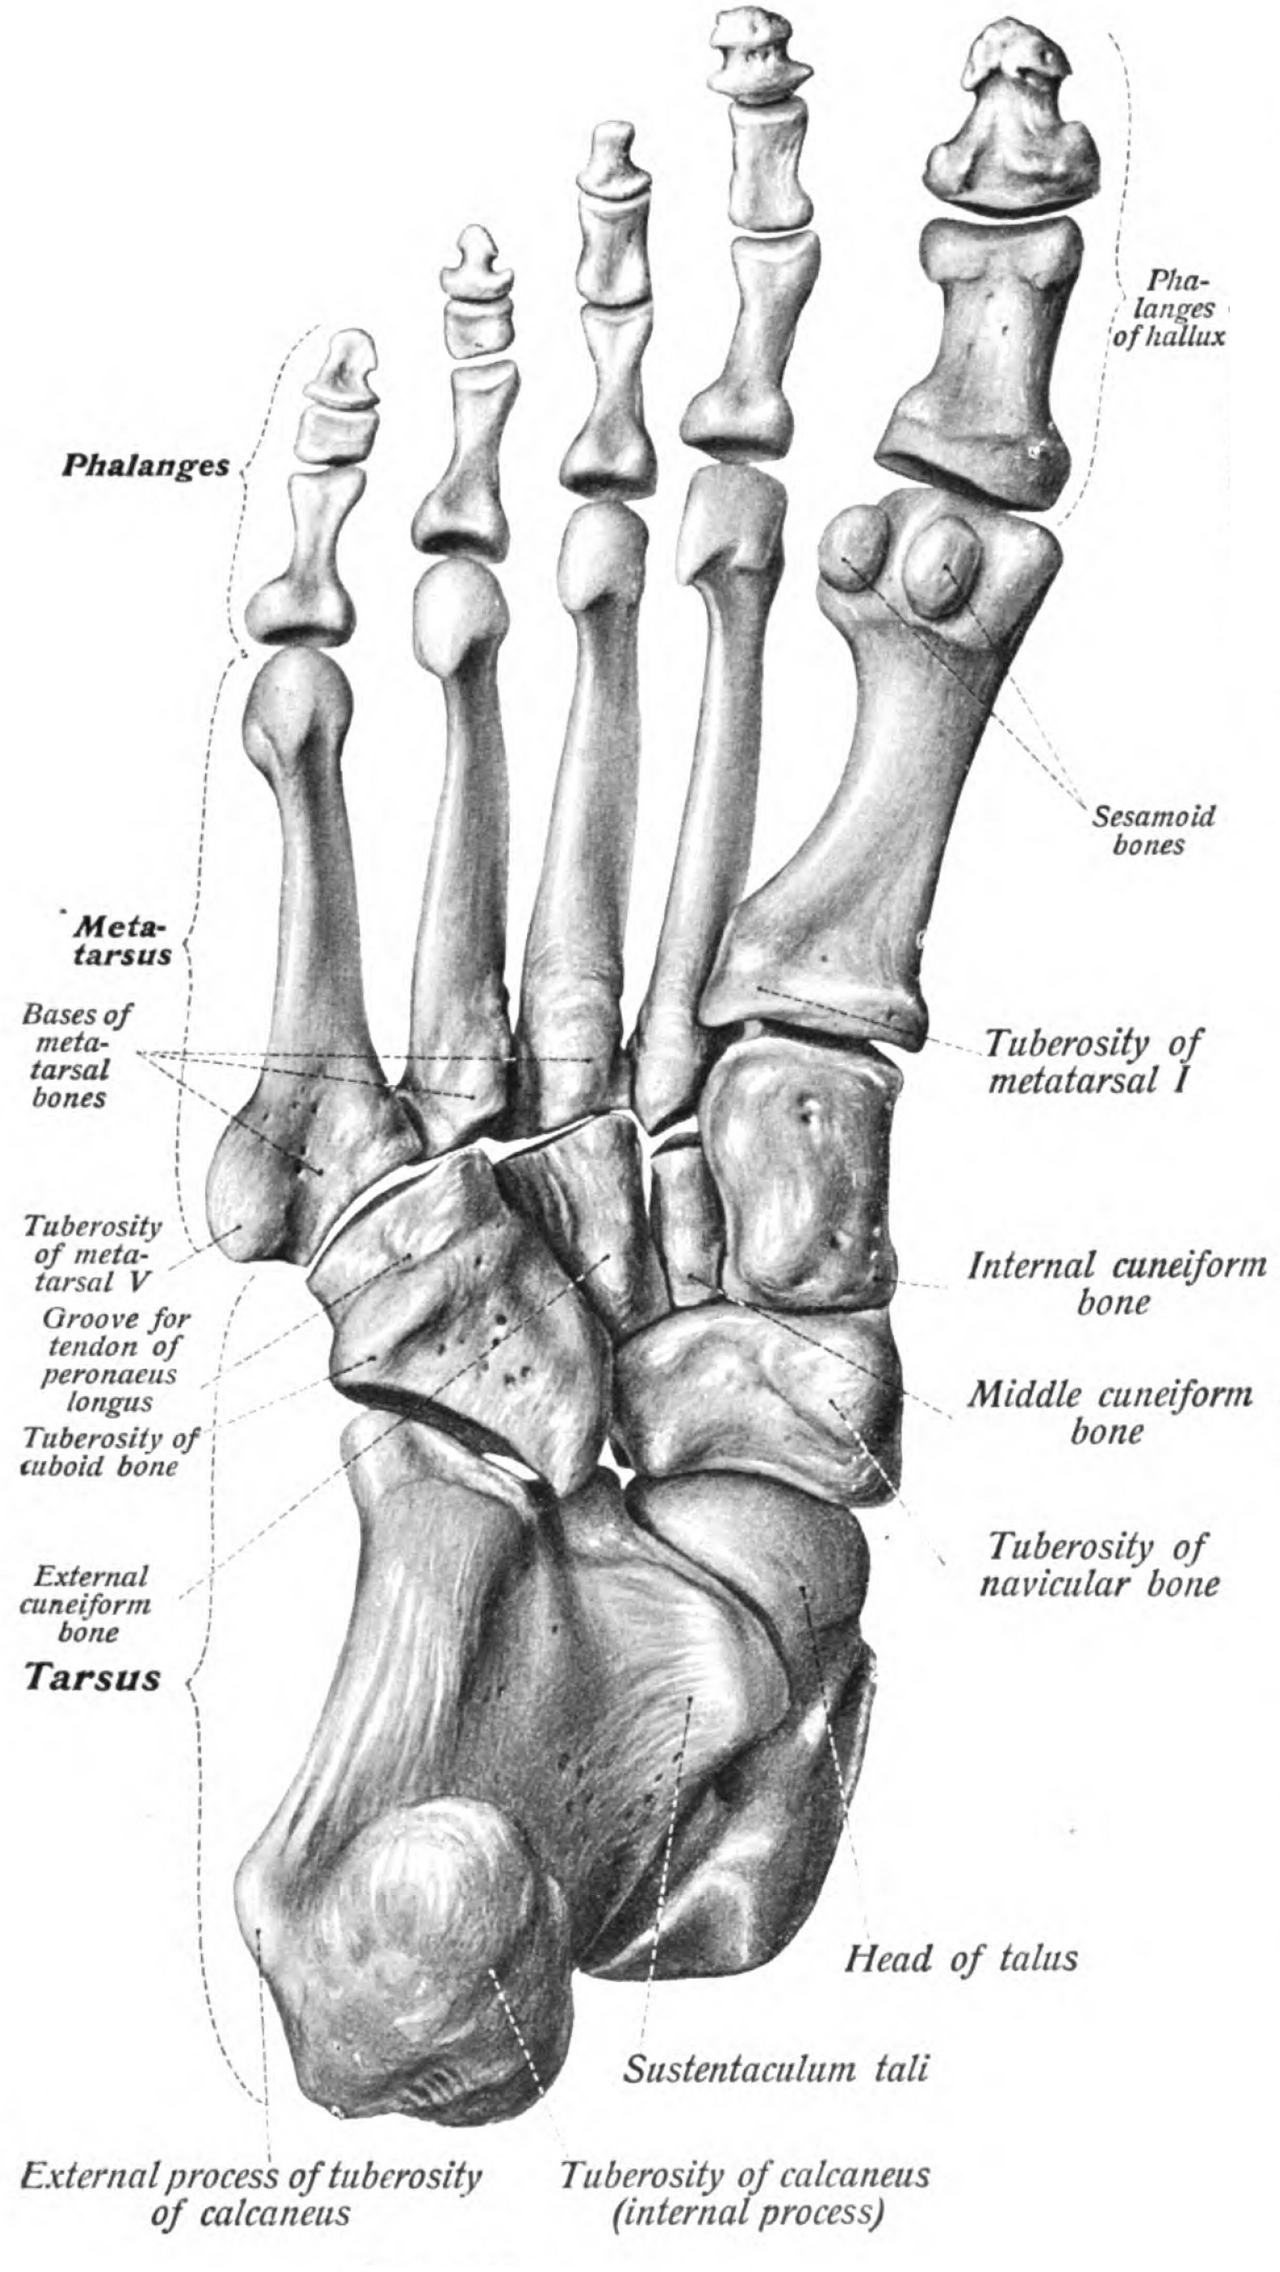 Pha-
langes
of hallux
Phalanges
Sesamoid
bones
Meta-
tarsus
Bases of
meta-
tarsal
bones
Tuberosity of
metatarsal I
Tuberosity
of meta-
tarsal V
Internal cuneiform
bone
Groove for
tendon of
peronaeus
longus
Middle cuneiform
bone
Tuberosity of
cuboid bone
Tuberosity of
navicular bone
External
cuneiform
bone
Tarsus
Head of talus
Sustentaculum tali
External process of tuberosity
of calcaneus
Tuberosity of calcaneus
(internal process)